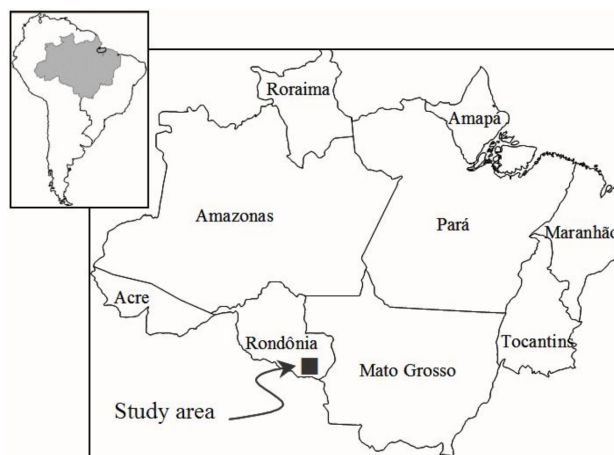 Roraima
Amapá
Amazonas
Pará
Maranhão
Acre
Rondônia
Tocantins
Mato Grosso
Study area